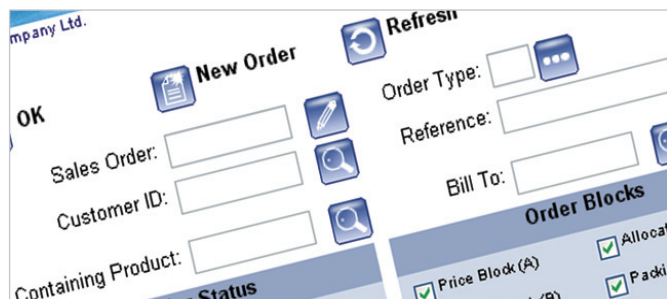 mpany Ltd.
OK
New Order
Refresh
Sales Order:
Customer ID:
Containing Product:
Order Type:
Reference:
Bill To:
Status
Order Blocks
Price Block (A)
Allocat
(B)
Packi